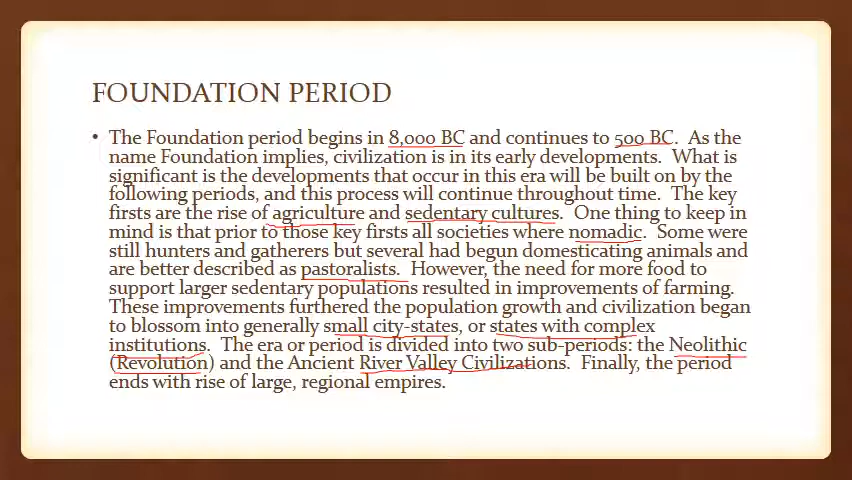 FOUNDATION PERIOD
• The Foundation period begins in 8,000 BC and continues to 500 BC. As the
name Foundation implies, civilization is in its early developments. What is
significant is the developments that occur in this era will be built on by the
following periods, and this process will continue throughout time. The key
firsts are the rise of agriculture and sedentary cultures. One thing to keep in
mind is that prior to those key firsts all societies where nomadic. Some were
still hunters and gatherers but several had begun domesticating animals and
are better described as pastoralists. However, the need for more food to
support larger sedentary populations resulted in improvements of farming.
These improvements furthered the population growth and civilization began
to blossom into generally small city-states, or states with complex
institutions. The era or period is divided into two sub-periods: the Neolithic
(Revolution) and the Ancient River Valley Civilizations. Finally, the period
ends with rise of large, regional empires.